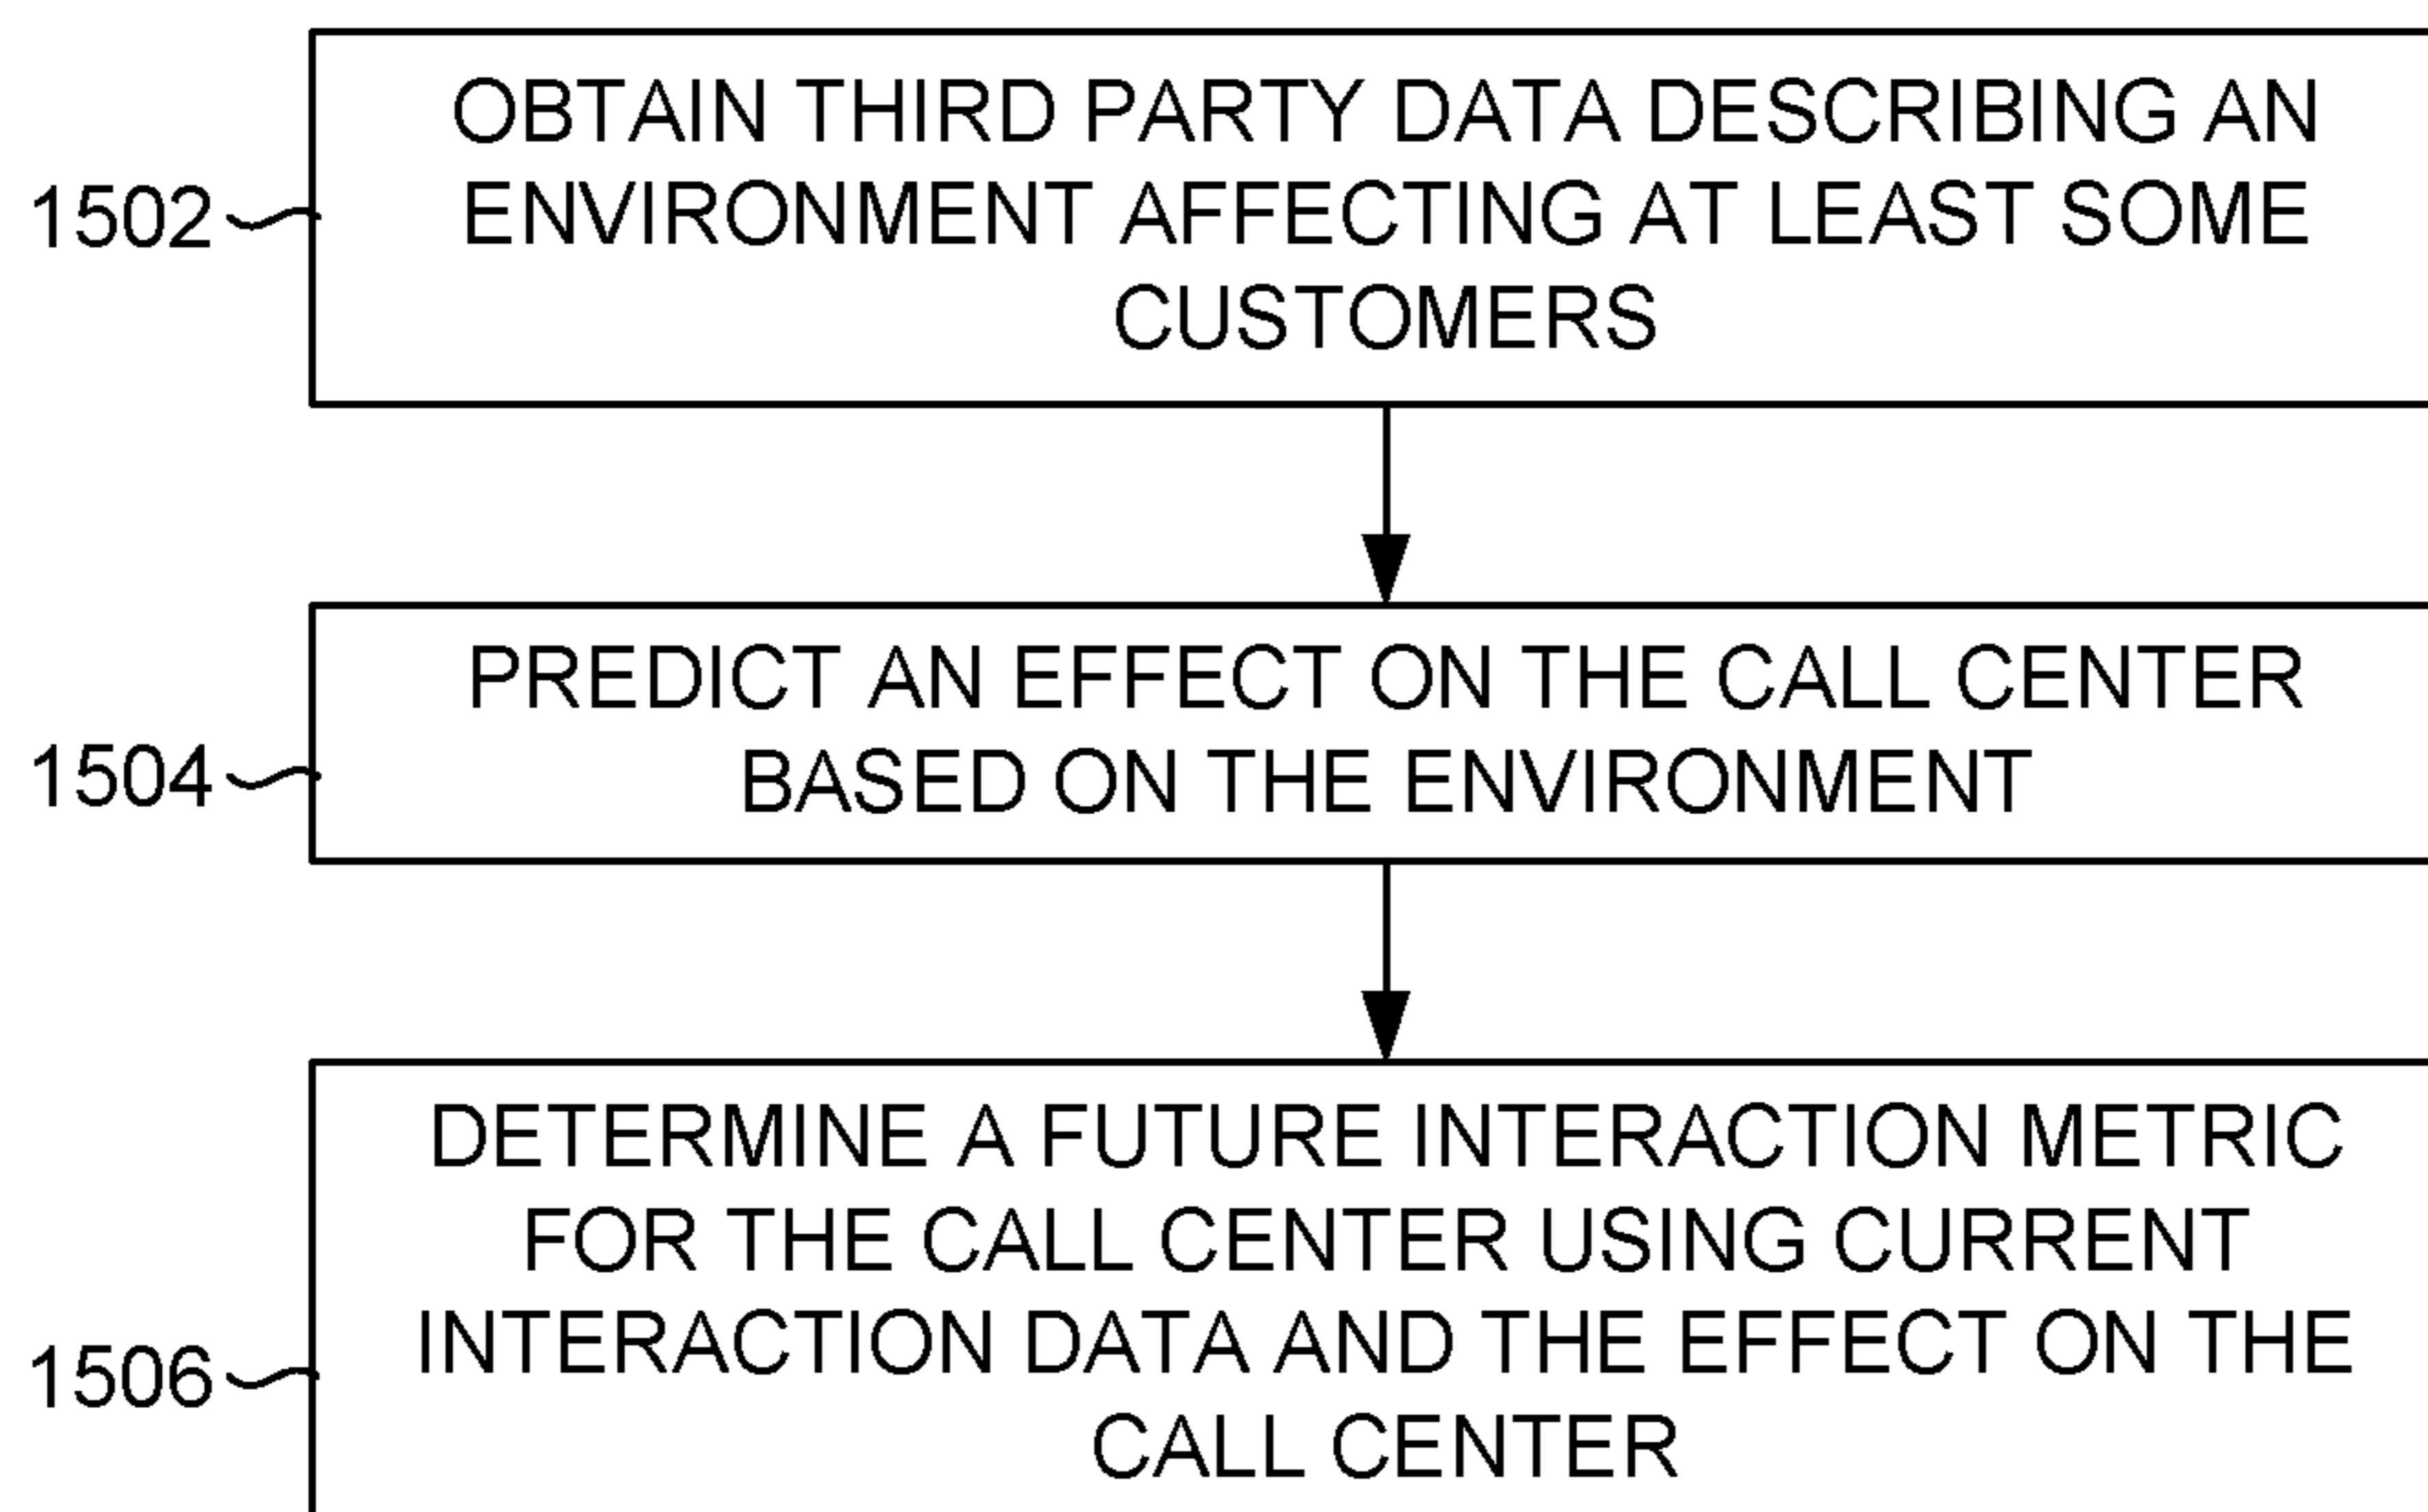 OBTAIN THIRD PARTY DATA DESCRIBING AN
ENVIRONMENT AFFECTING AT LEAST SOME
CUSTOMERS
1502
PREDICT AN EFFECT ON THE CALL CENTER
BASED ON THE ENVIRONMENT
1504
DETERMINE A FUTURE INTERACTION METRIC
FOR THE CALL CENTER USING CURRENT
INTERACTION DATA AND THE EFFECT ON THE
CALL CENTER
1506